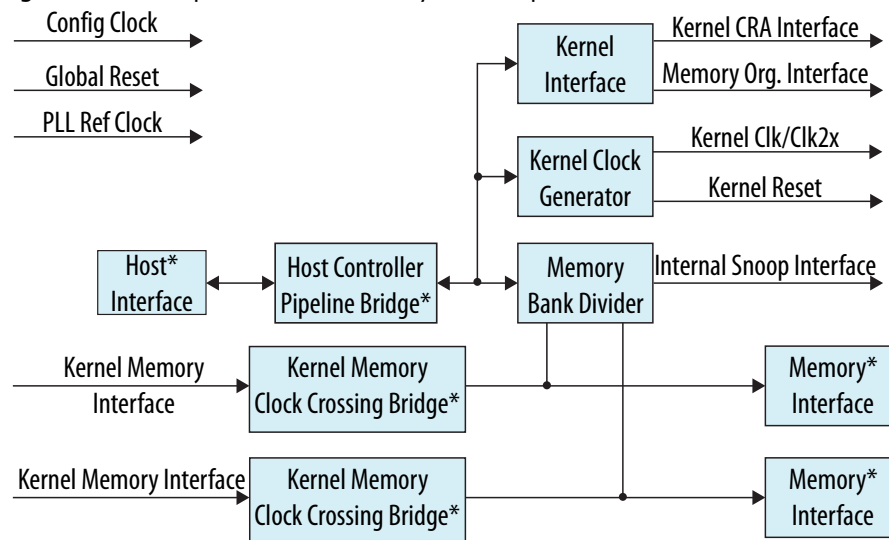 Config Clock
Global Reset
PLL Ref Clock
Kernel
Interface
Kernel CRA Interface
Memory Org. Interface
Kernel Clock
Generator
Kernel Clk/Clk2x
Kernel Reset
Host*
Interface
Host Controller
Pipeline Bridge*
Memory
Bank Divider
Internal Snoop Interface
Kernel Memory
Interface
Kernel Memory
Clock Crossing Bridge*
Memory*
Interface
Kernel Memory Interface
Kernel Memory
Clock Crossing Bridge*
Memory*
Interface